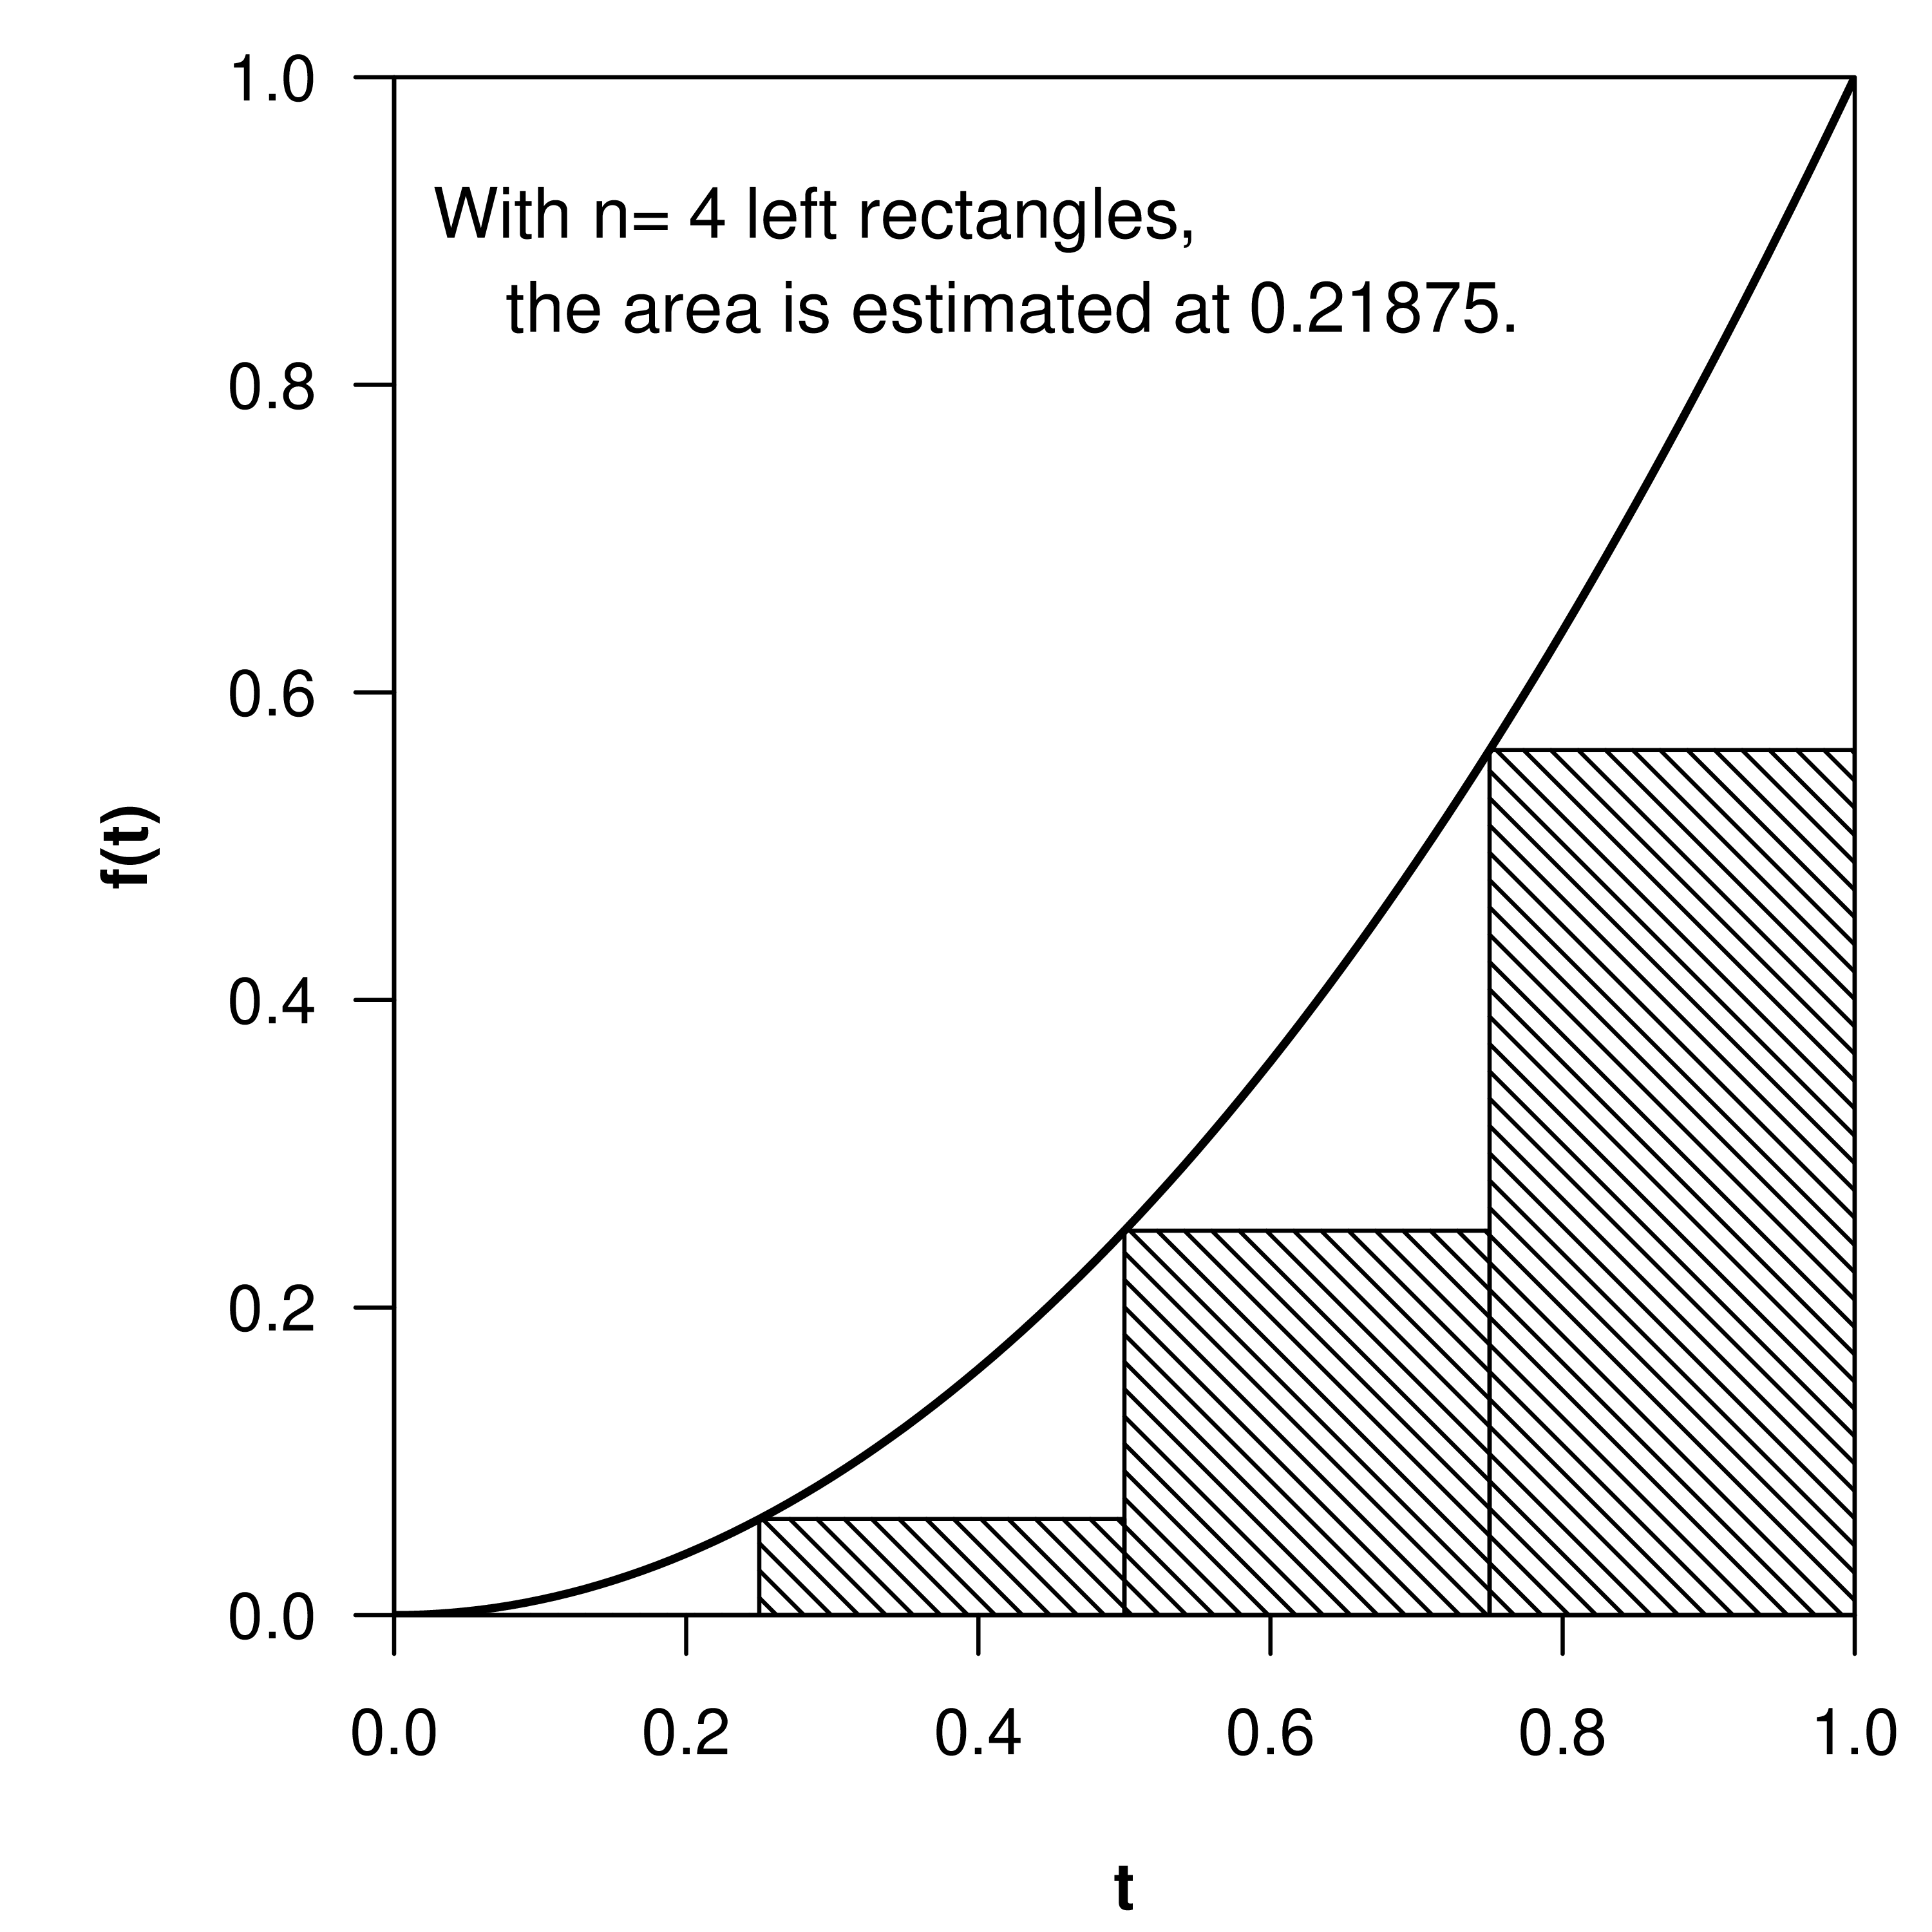 1.0
With n= 4 left rectangles,
the area is estimated at 0.21875.
0.8
0.6
f(t)
0.4
0.2
0.0
0.0 0.2 0.4 0.6 0.8 1.0
t